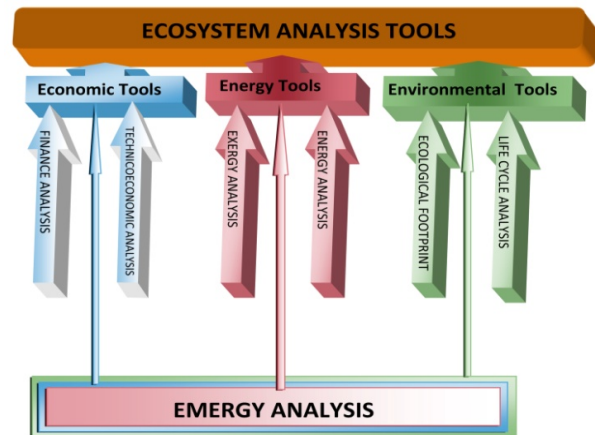 ECOSYSTEM ANALYSIS TOOLS
Economic Tools
Energy Tools
Environmental Tools
FINANCE ANALYSIS
TECHNICOECONOMIC ANALYSIS
EXERGY ANALYSIS
ENERGY ANALYSIS
ECOLOGICAL FOOTPRINT
LIFE CYCLE ANALYSIS
EMERGY ANALYSIS